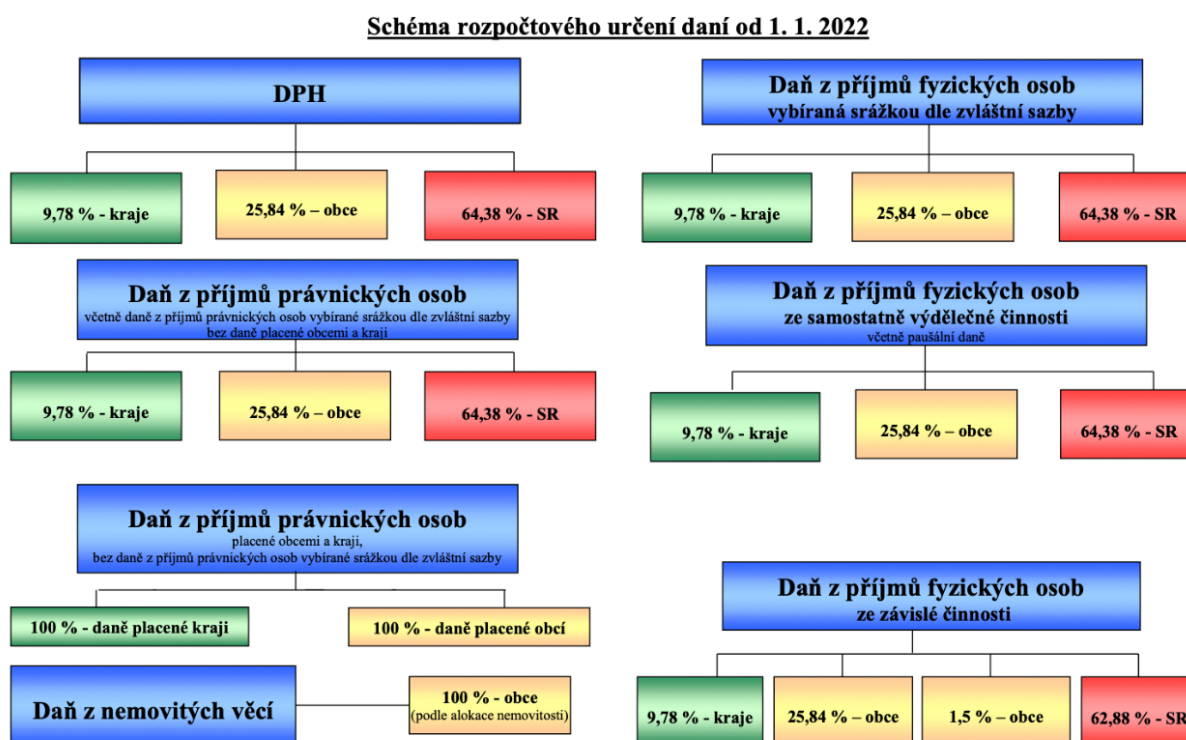 Schéma rozpočtového určení daní od 1. 1. 2022
DPH
9,78 % - kraje
25,84 % – obce
64,38 % - SR
Daň z příjmů fyzických osob
vybíraná srážkou dle zvláštní sazby
9,78 % - kraje
25,84 % – obce
64,38 % - SR
Daň z příjmů právnických osob
včetně daně z příjmů právnických osob vybírané srážkou dle zvláštní sazby
bez daně placené obcemi a kraji
9,78 % - kraje
25,84 % – obce
64,38 % - SR
Daň z příjmů fyzických osob
ze samostatně výdělečné činnosti
včetně paušální daně
9,78 % - kraje
25,84 % – obce
64,38 % - SR
Daň z příjmů právnických osob
placené obcemi a kraji,
bez daně z příjmů právnických osob vybírané srážkou dle zvláštní sazby
100 % - daně placené kraji
100 % - daně placené obcí
Daň z nemovitých věcí
100 % - obce
(podle alokace nemovitosti)
Daň z příjmů fyzických osob
ze závislé činnosti
9,78 % - kraje
25,84 % – obce
1,5 % – obce
62,88 % - SR